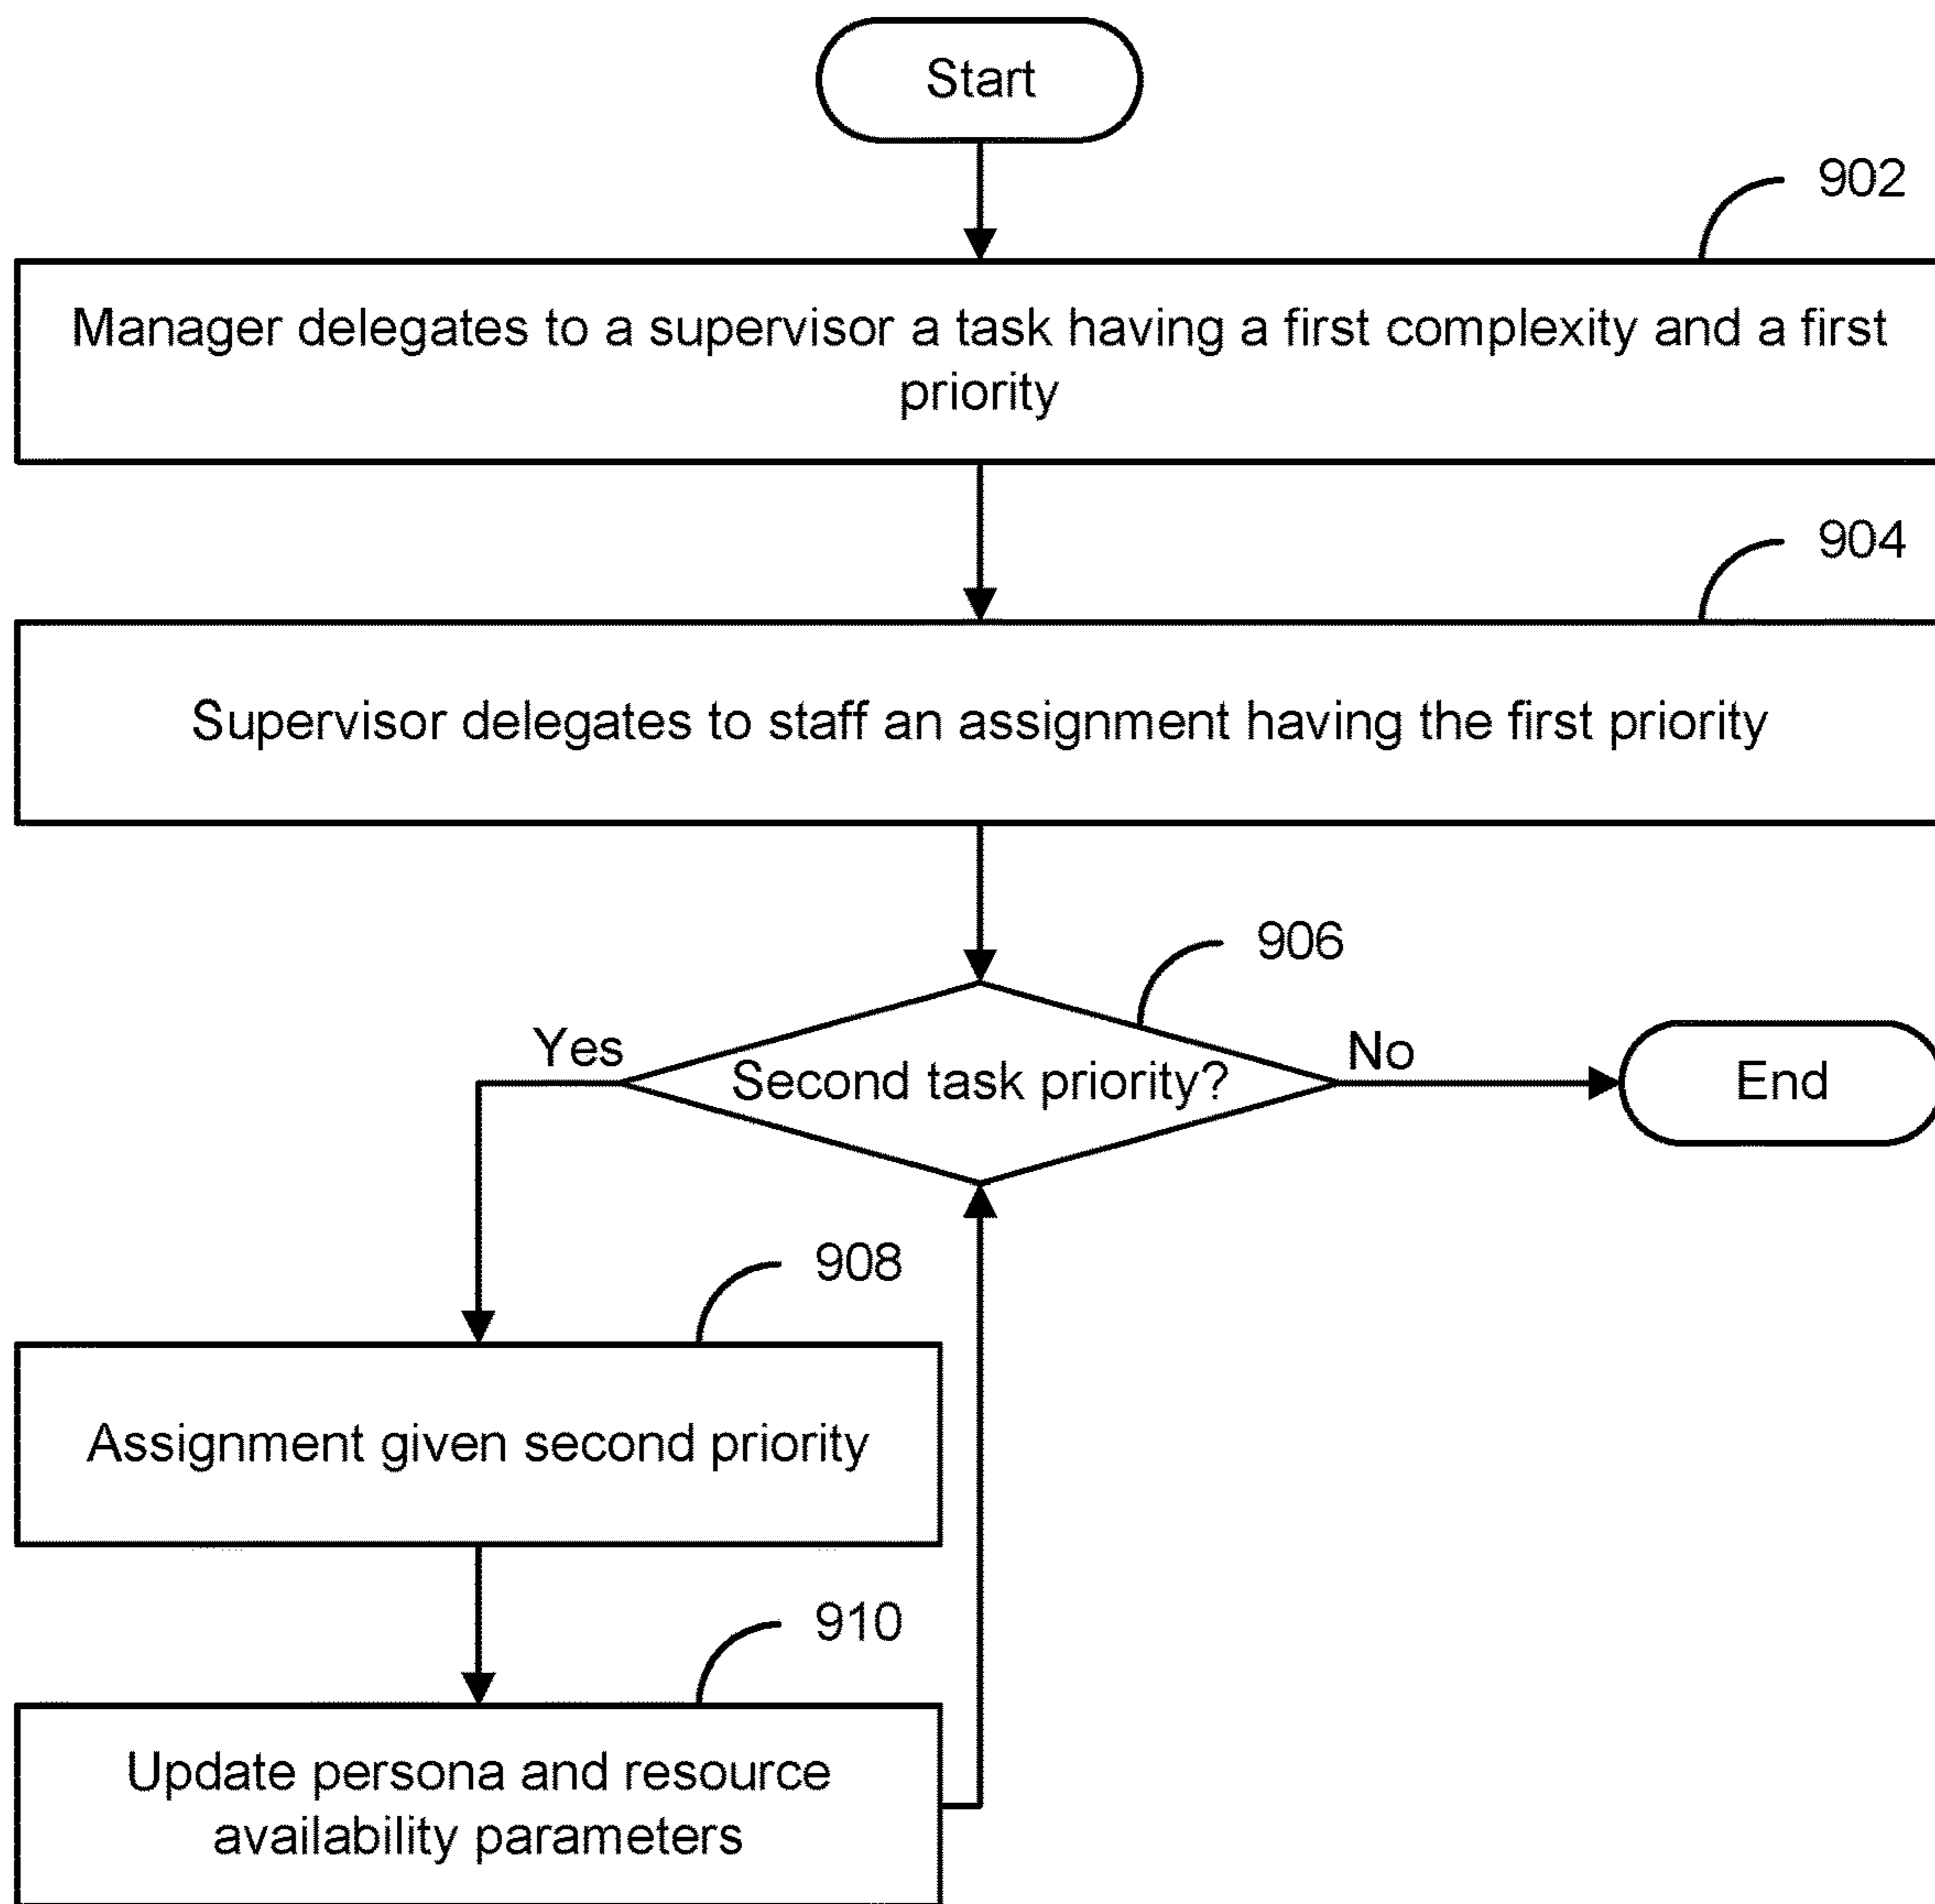 Start
902
Manager delegates to a supervisor a task having a first complexity and a first
priority
904
Supervisor delegates to staff an assignment having the first priority
906
Yes
No
Second task priority?
End
908
Assignment given second priority
910
Update persona and resource
availability parameters